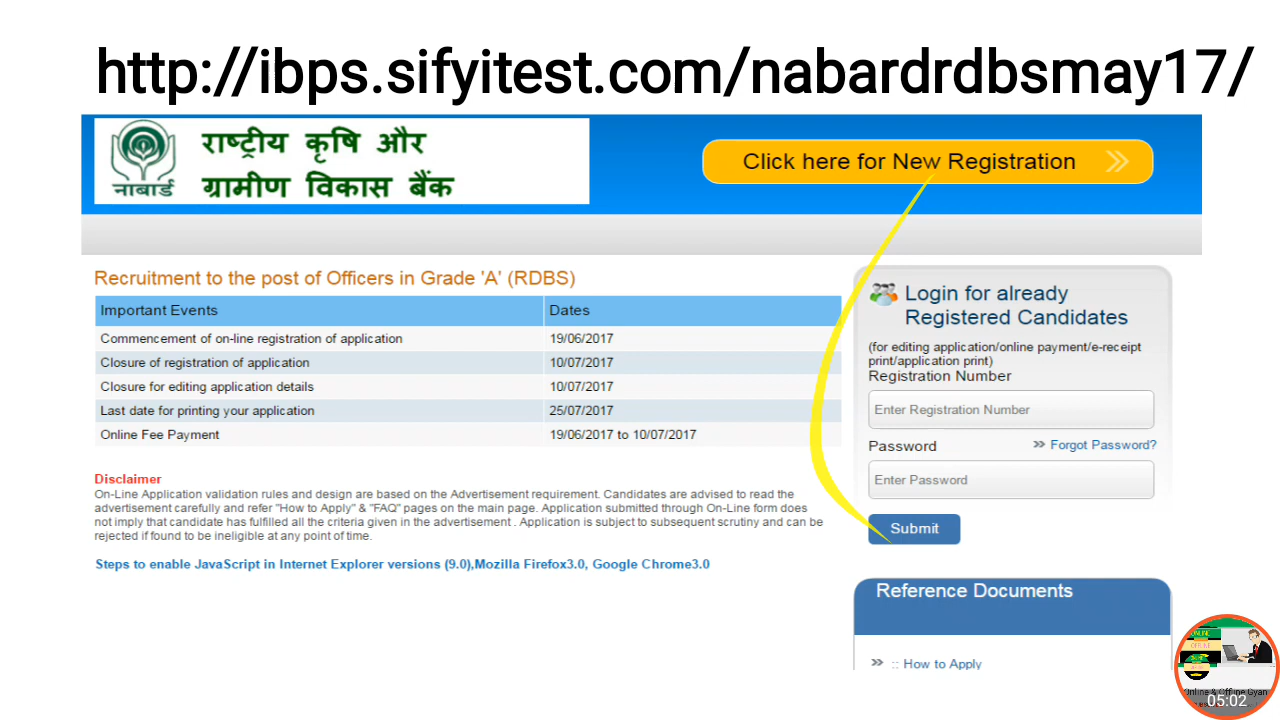 http://ibps.sifyitest.com/nabardrdbsmay17/
राष्ट्रीय कृषि और
ग्रामीण विकास बैंक
नाबार्ड
Click here for New Registration
Recruitment to the post of Officers in Grade 'A' (RDBS)
Important Events Dates
Commencement of on-line registration of application 19/06/2017
Closure of registration of application 10/07/2017
Closure for editing application details 10/07/2017
Last date for printing your application 25/07/2017
Online Fee Payment 19/06/2017 to 10/07/2017
Disclaimer
On-Line Application validation rules and design are based on the Advertisement requirement. Candidates are advised to read the
advertisement carefully and refer "How to Apply" & "FAQ" pages on the main page. Application submitted through On-Line form does
not imply that candidate has fulfilled all the criteria given in the advertisement . Application is subject to subsequent scrutiny and can be
rejected if found to be ineligible at any point of time.
Steps to enable JavaScript in Internet Explorer versions (9.0),Mozilla Firefox3.0, Google Chrome3.0
Login for already
Registered Candidates
(for editing application/online payment/e-receipt
print/application print)
Registration Number
Enter Registration Number
Password >> Forgot Password?
Enter Password
Submit
Reference Documents
>> :: How to Apply
ONLINE
OFFLINE
Online & Offline Gyan
05:02